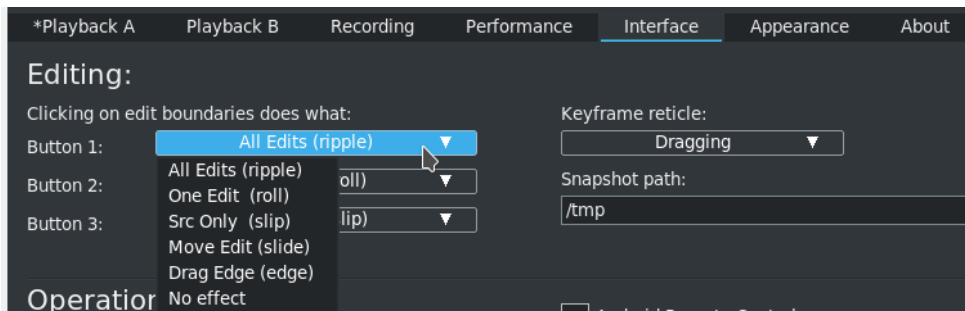 *Playback A Playback B Recording Performance Interface Appearance About
Editing:
Clicking on edit boundaries does what:
Button 1: All Edits (ripple) ▼
All Edits (ripple)
One Edit (roll)
Src Only (slip)
Move Edit (slide)
Drag Edge (edge)
No effect
Button 2: oll) ▼
Button 3: lip) ▼
Keyframe reticle:
Dragging ▼
Snapshot path:
/tmp
Operation